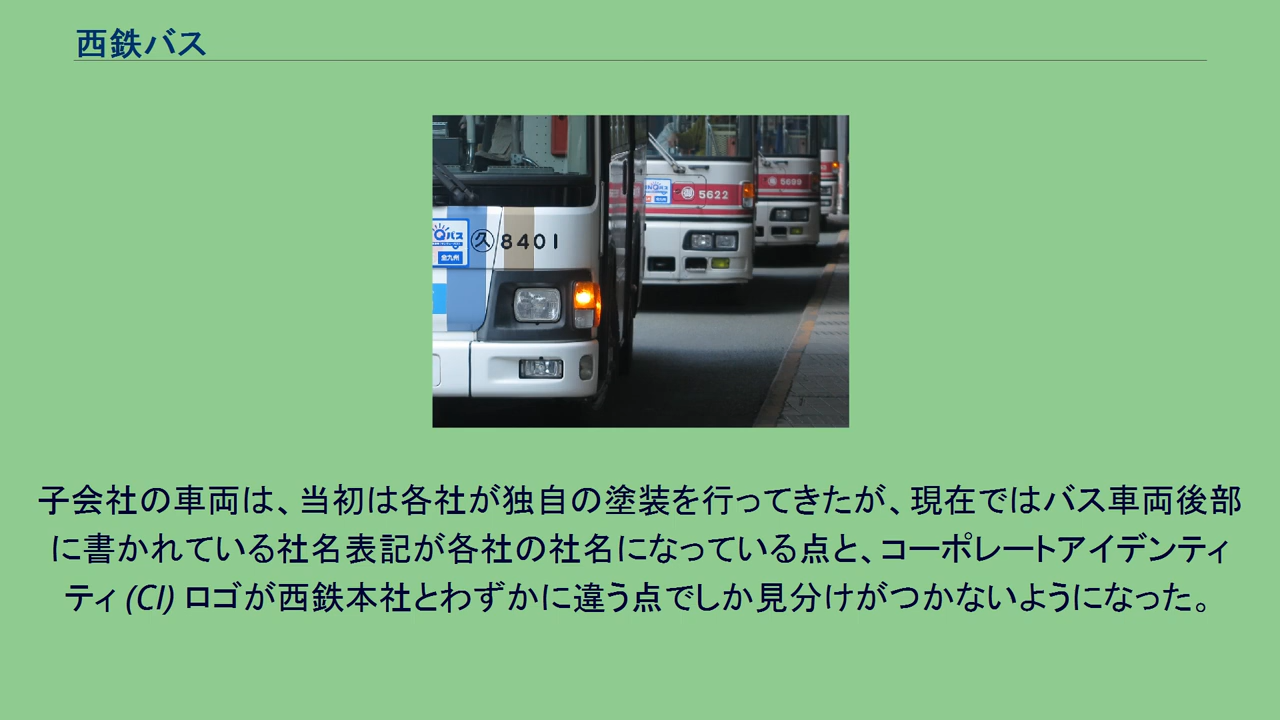 西鉄バス
Qバス
全九州
久 8401
5622
5699
子会社の車両は、当初は各社が独自の塗装を行ってきたが、現在ではバス車両後部
に書かれている社名表記が各社の社名になっている点と、コーポレートアイデンティ
ティ (CI) ロゴが西鉄本社とわずかに違う点でしか見分けがつかないようになった。